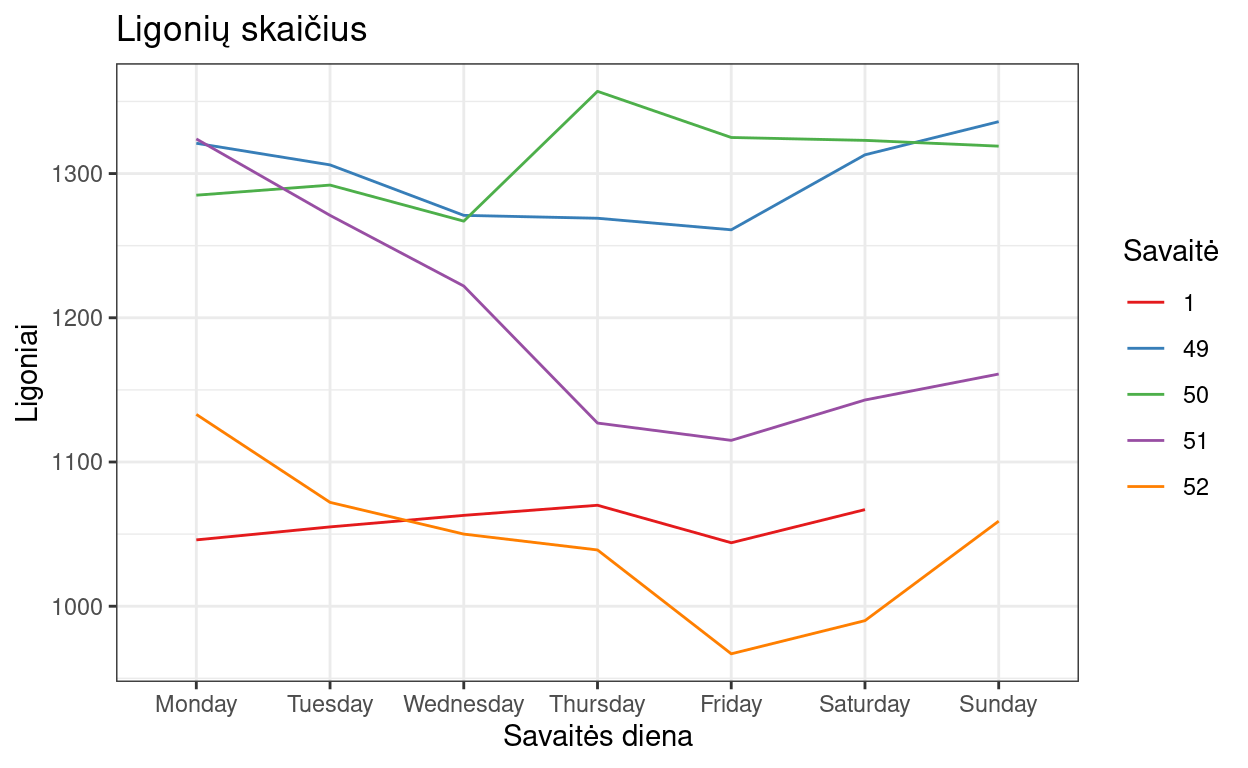 Ligonių skaičius
Ligoniai
1300
1200
1100
1000
Monday Tuesday Wednesday Thursday Friday Saturday Sunday
Savaitės diena
Savaitė
1
49
50
51
52